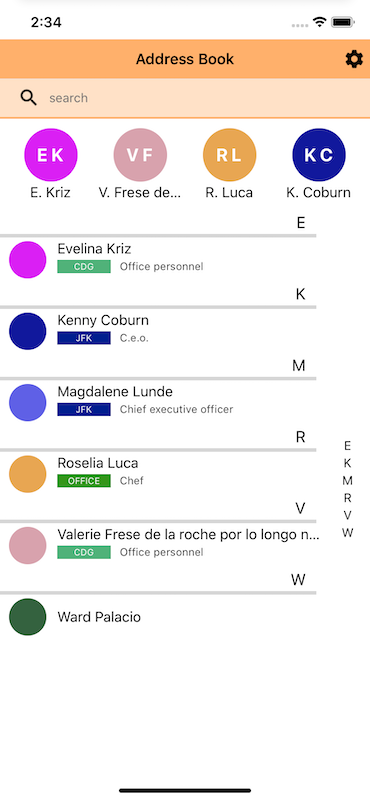 2:34
Address Book
search
EK VF RL KC
E. Kriz V. Frese de... R. Luca K. Coburn
E
Evelina Kriz
CDG Office personnel
K
Kenny Coburn
JFK C.e.o.
M
Magdalene Lunde
JFK Chief executive officer
R
Roselia Luca
OFFICE Chef
V
Valerie Frese de la roche por lo longo n...
CDG Office personnel
W
Ward Palacio
E
K
M
R
V
W